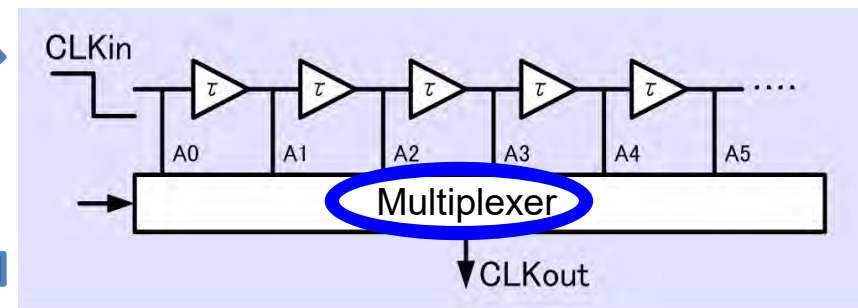 CLKin
τ τ τ τ τ ····
A0 A1 A2 A3 A4 A5
Multiplexer
CLKout